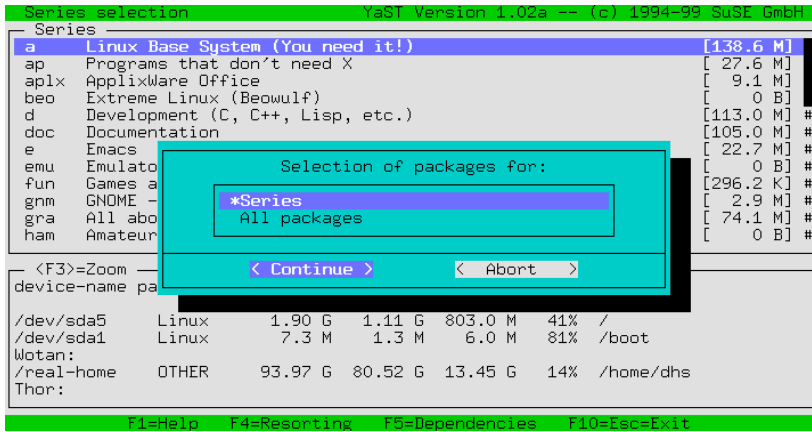 Series selection YaST Version 1.02a -- (c) 1994-99 SuSE GmbH
Series
a Linux Base System (You need it!) [138.6 M]
ap Programs that don't need X [ 27.6 M]
aplx ApplixWare Office [ 9.1 M]
beo Extreme Linux (Beowulf) [ 0 B]
d Development (C, C++, Lisp, etc.) [113.0 M] #
doc Documentation [105.0 M] #
e Emacs [ 22.7 M] #
emu Emulato [ 0 B] #
fun Games a [296.2 K] #
gnm GNOME - [ 2.9 M] #
gra All abo [ 74.1 M] #
ham Amateur [ 0 B] #
Selection of packages for:
*Series
All packages
< Continue > < Abort >
<F3>=Zoom
device-name pa
/dev/sda5 Linux 1.90 G 1.11 G 803.0 M 41% /
/dev/sda1 Linux 7.3 M 1.3 M 6.0 M 81% /boot
Wotan:
/real-home OTHER 93.97 G 80.52 G 13.45 G 14% /home/dhs
Thor:
F1=Help F4=Resorting F5=Dependencies F10=Esc=Exit